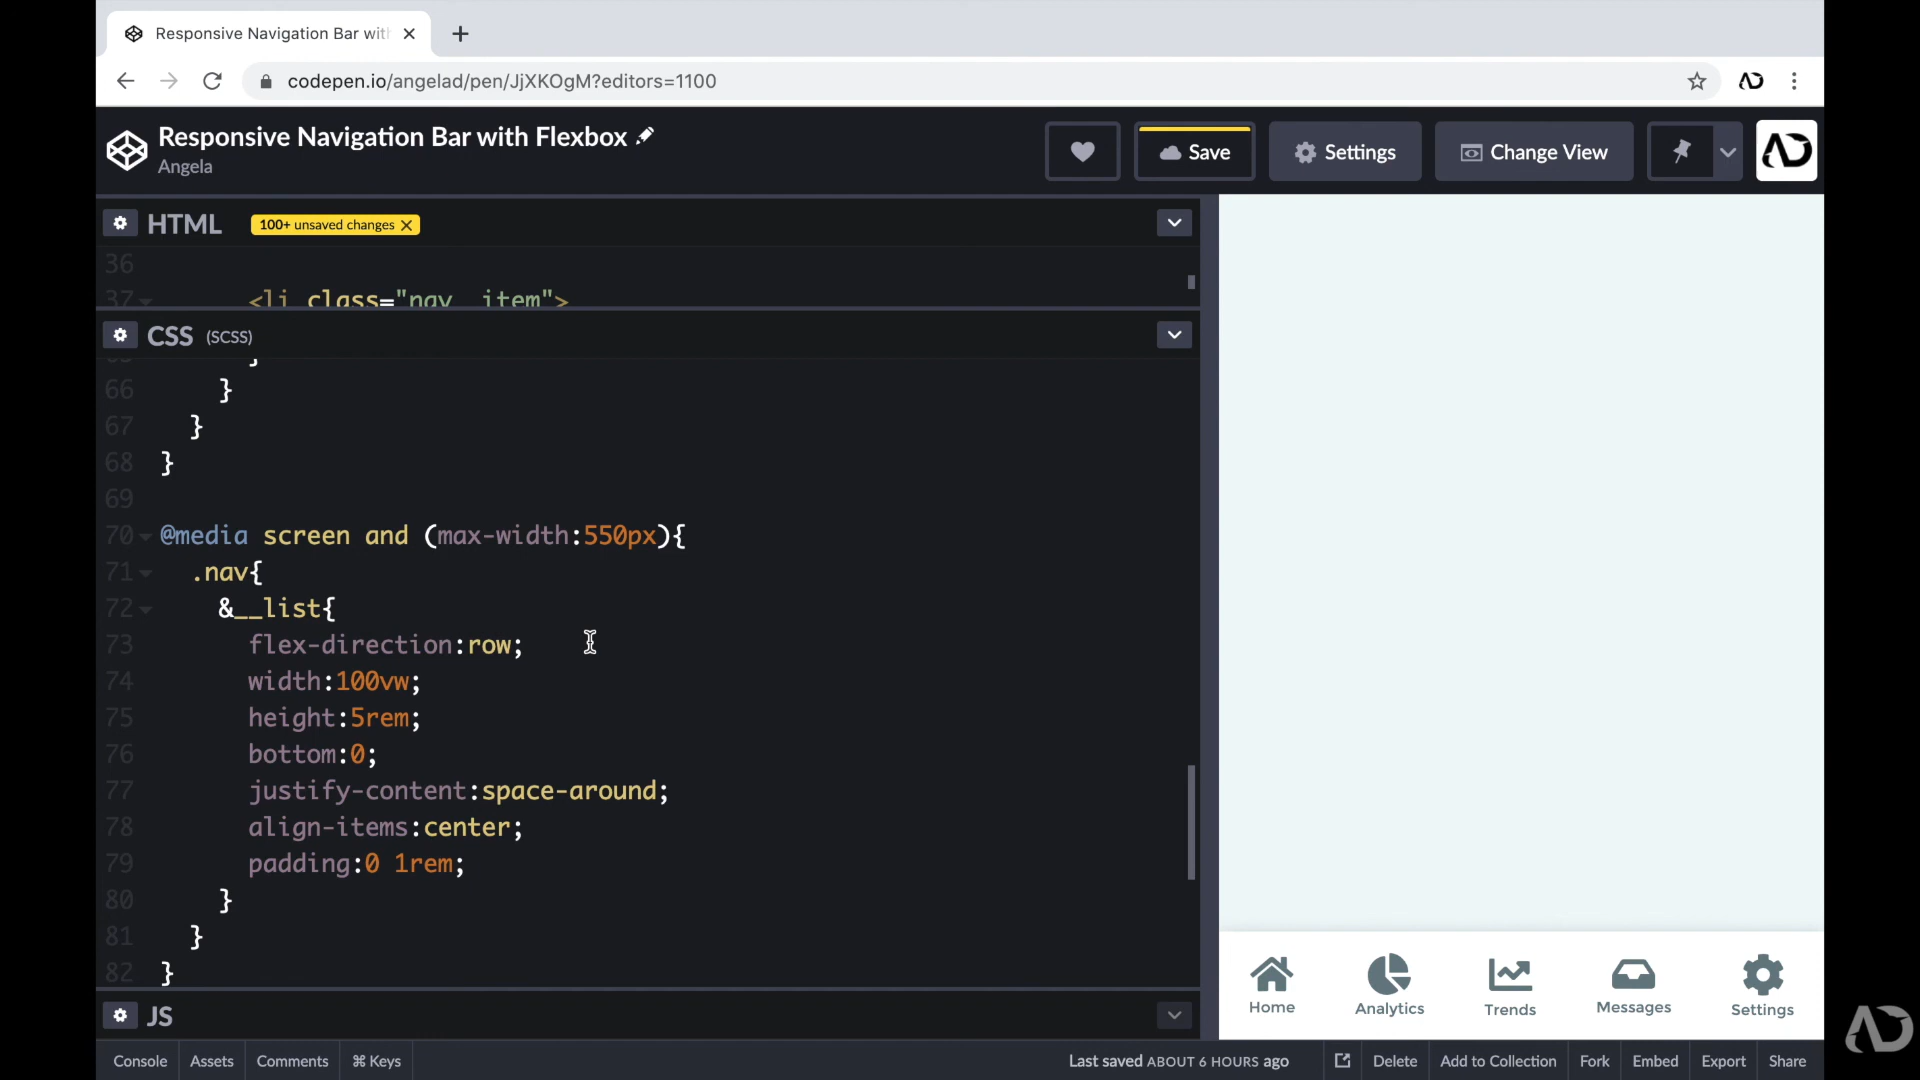 Responsive Navigation Bar wit
codepen.io/angelad/pen/JjXKOgM?editors=1100
Responsive Navigation Bar with Flexbox
Angela
Save
Settings
Change View
HTML
100+ unsaved changes
36
37 <li class="nav__item">
CSS (SCSS)
65 }
66 }
67 }
68 }
69
70 @media screen and (max-width:550px){
71 .nav{
72 &__list{
73 flex-direction:row;
74 width:100vw;
75 height:5rem;
76 bottom:0;
77 justify-content:space-around;
78 align-items:center;
79 padding:0 1rem;
80 }
81 }
82 }
Home
Analytics
Trends
Messages
Settings
JS
Console
Assets
Comments
⌘ Keys
Last saved ABOUT 6 HOURS ago
Delete
Add to Collection
Fork
Embed
Export
Share